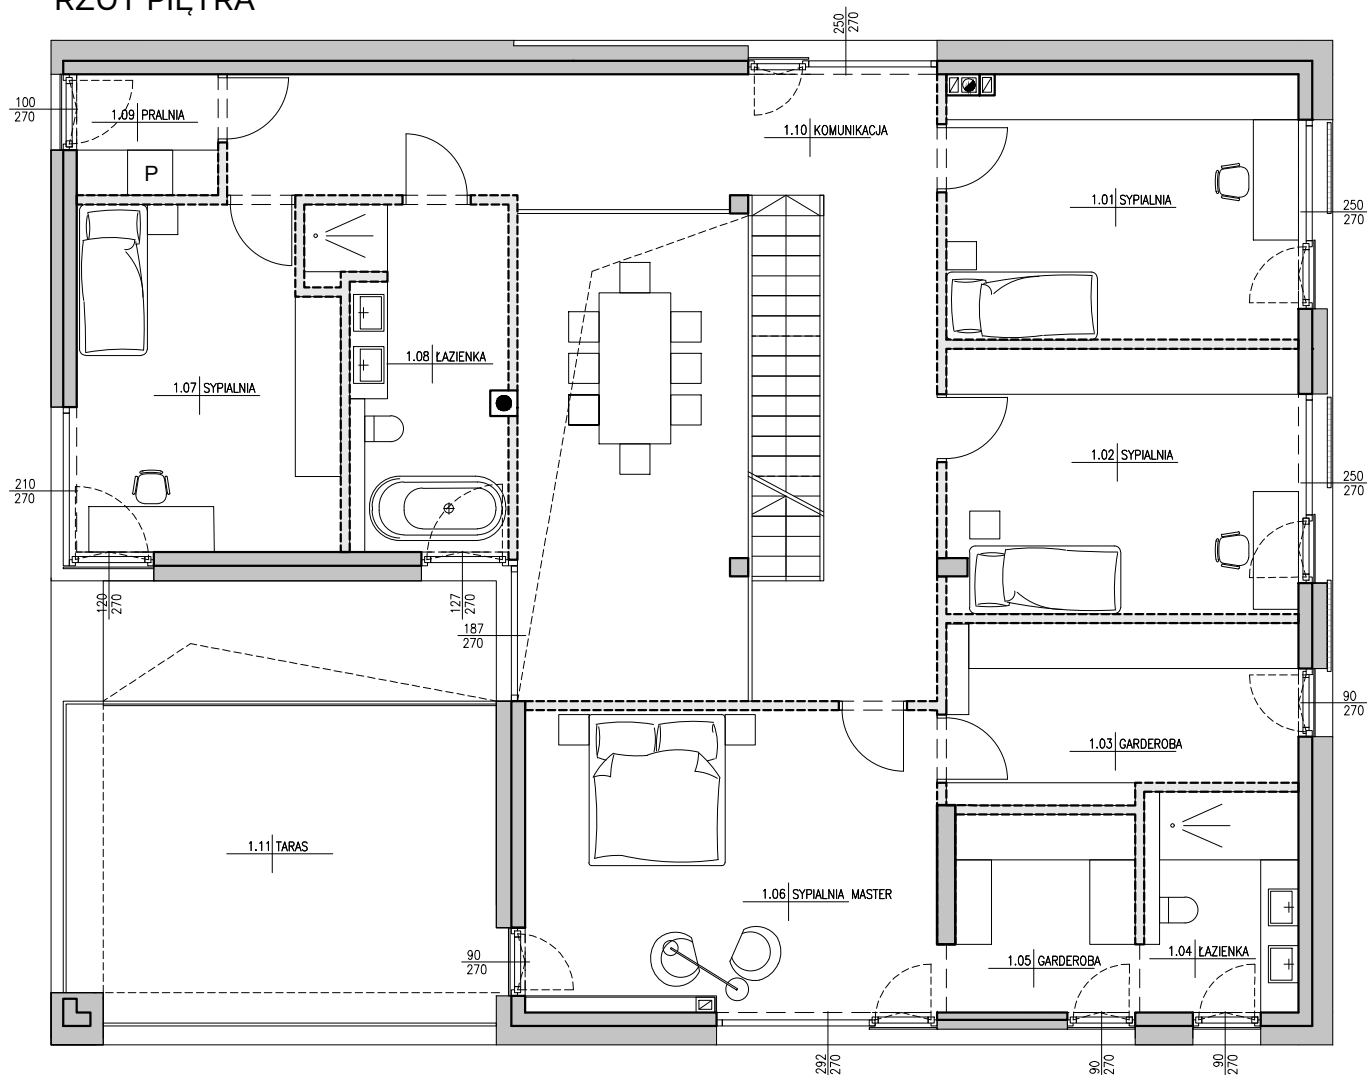 RZUT PIĘTRA
250
270
100
270
1.09 PRALNIA
1.10 KOMUNIKACJA
P
1.01 SYPIALNIA
250
270
1.08 ŁAZIENKA
1.07 SYPIALNIA
1.02 SYPIALNIA
210
270
250
270
120
270
127
270
187
270
90
270
1.03 GARDEROBA
1.11 TARAS
1.06 SYPIALNIA MASTER
1.04 ŁAZIENKA
90
270
1.05 GARDEROBA
292
270
90
270
90
270